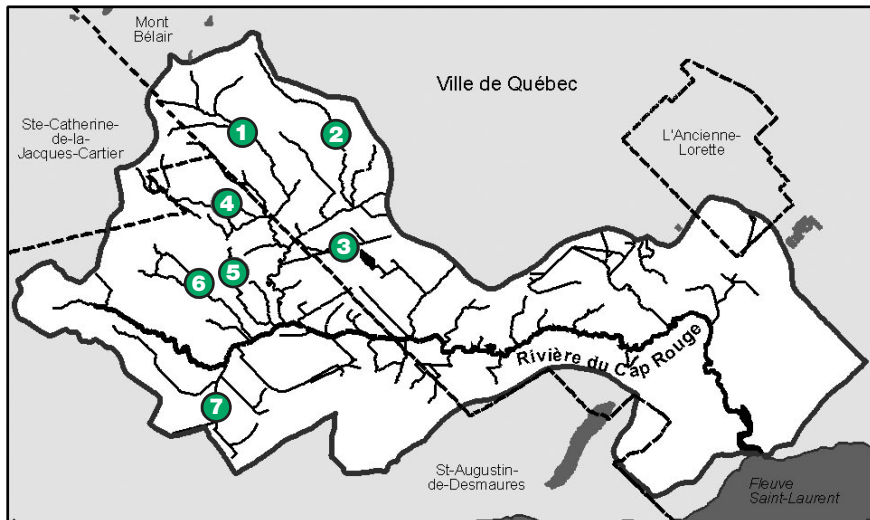 Mont
Bélair
Ville de Québec
Ste-Catherine-
de-la-
Jacques-Cartier
1
2
L'Ancienne-
Lorette
4
3
5
6
Rivière du Cap Rouge
7
St-Augustin-
de-Desmaures
Fleuve
Saint-Laurent